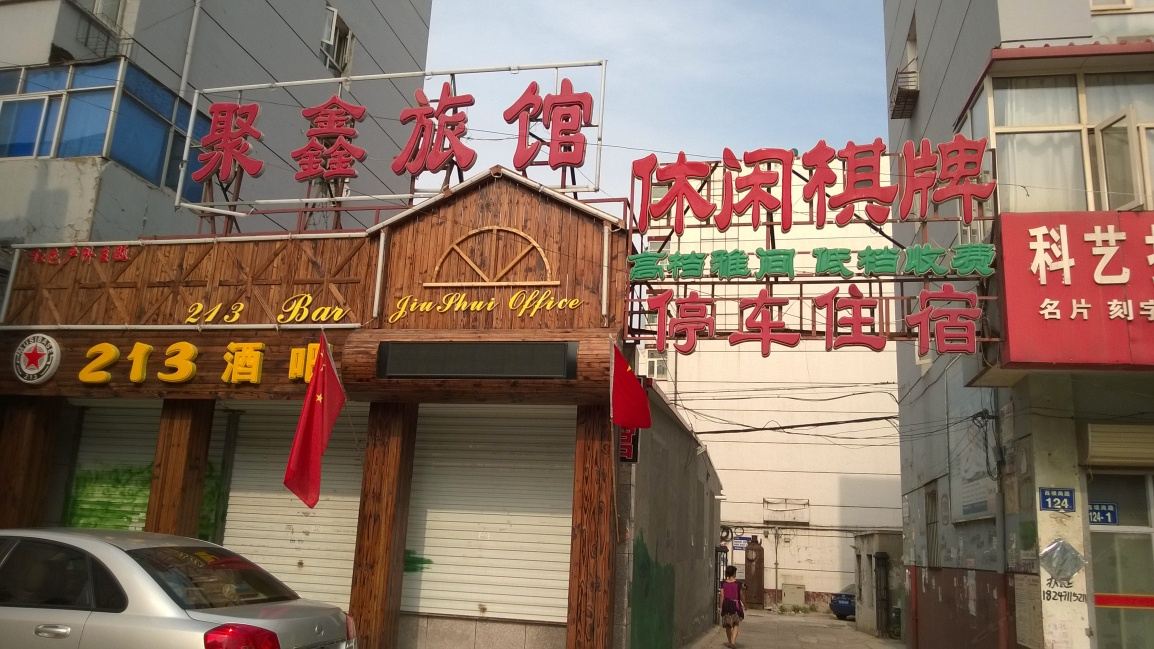 聚鑫旅馆
休闲棋牌
高档雅间 低档收费
停车住宿
213 Bar
JiuShui Office
213 酒吧
科艺
名片 刻字
124
124-1